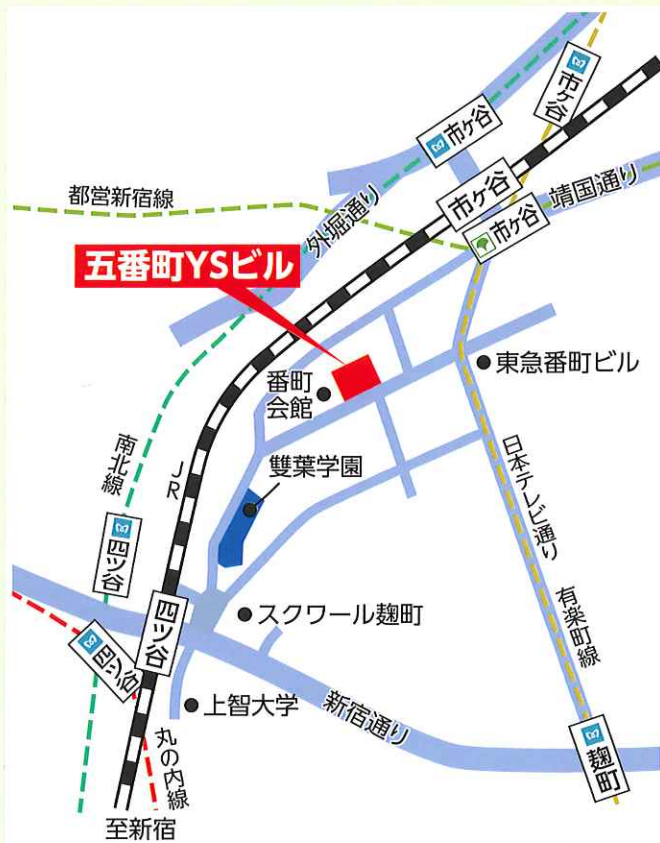 市ケ谷
市ケ谷
市ケ谷
靖国通り
市ケ谷
都営新宿線
外堀通り
五番町YSビル
東急番町ビル
番町
会館
南北線
JR
雙葉学園
日本テレビ通り
四ツ谷
有楽町線
四ツ谷
スクワール麹町
四ツ谷
上智大学
新宿通り
丸の内線
麹町
至新宿